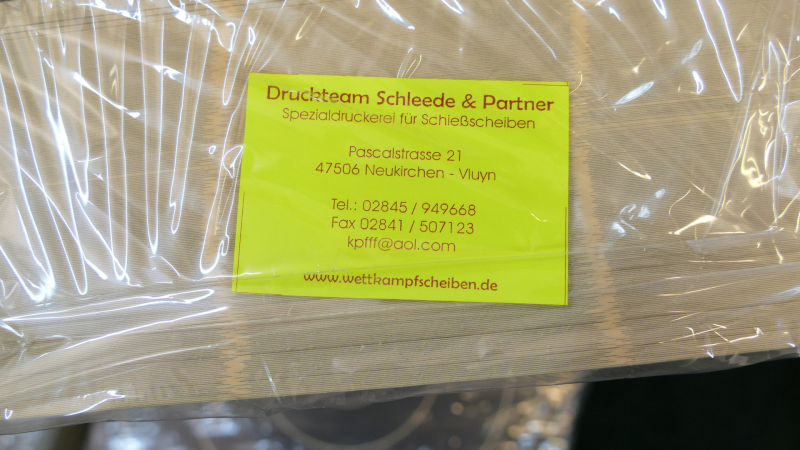 Druckteam Schleede & Partner
Spezialdruckerei für Schießscheiben
Pascalstrasse 21
47506 Neukirchen - Vluyn
Tel.: 02845 / 949668
Fax 02841 / 507123
kpfff@aol.com
www.wettkampfscheiben.de